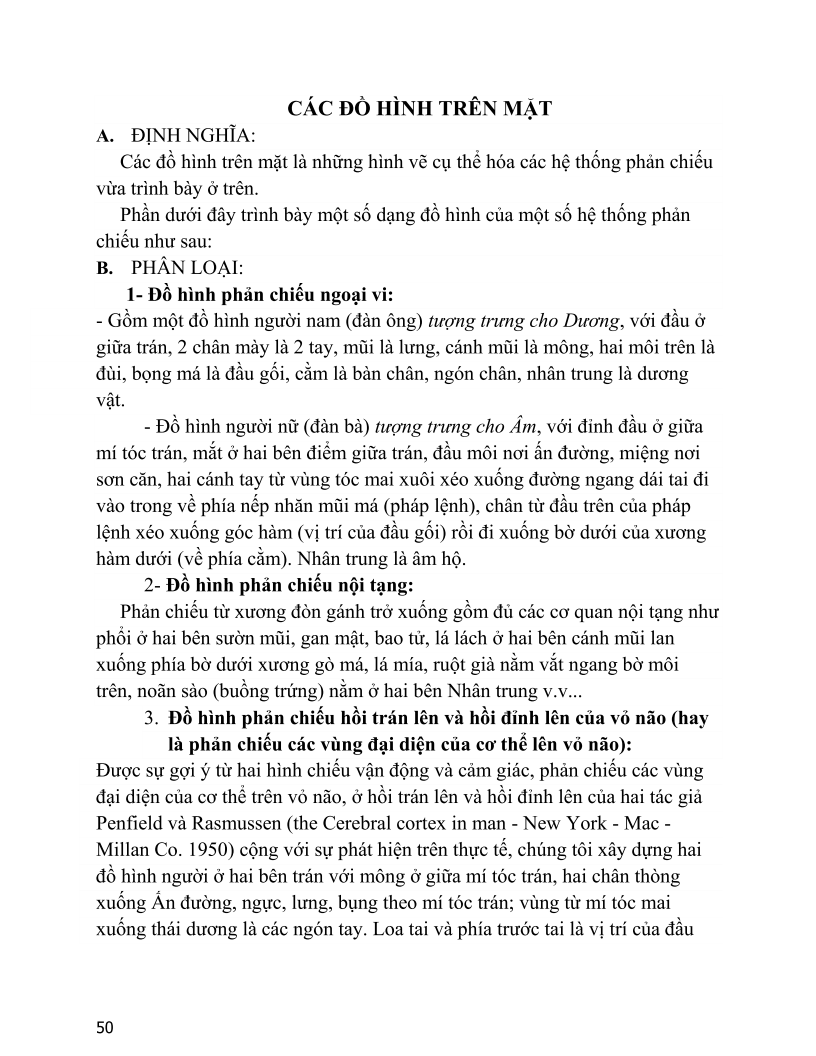 CÁC ĐỒ HÌNH TRÊN MẶT
A. ĐỊNH NGHĨA:
Các đồ hình trên mặt là những hình vẽ cụ thể hóa các hệ thống phản chiếu
vừa trình bày ở trên.
Phần dưới đây trình bày một số dạng đồ hình của một số hệ thống phản
chiếu như sau:
B. PHÂN LOẠI:
1- Đồ hình phản chiếu ngoại vi:
- Gồm một đồ hình người nam (đàn ông) tượng trưng cho Dương, với đầu ở
giữa trán, 2 chân mày là 2 tay, mũi là lưng, cánh mũi là mông, hai môi trên là
đùi, bọng má là đầu gối, cằm là bàn chân, ngón chân, nhân trung là dương
vật.
- Đồ hình người nữ (đàn bà) tượng trưng cho Âm, với đỉnh đầu ở giữa
mí tóc trán, mắt ở hai bên điểm giữa trán, đầu môi nơi ấn đường, miệng nơi
sơn căn, hai cánh tay từ vùng tóc mai xuôi xéo xuống đường ngang dái tai đi
vào trong về phía nếp nhăn mũi má (pháp lệnh), chân từ đầu trên của pháp
lệnh xéo xuống góc hàm (vị trí của đầu gối) rồi đi xuống bờ dưới của xương
hàm dưới (về phía cằm). Nhân trung là âm hộ.
2- Đồ hình phản chiếu nội tạng:
Phản chiếu từ xương đòn gánh trở xuống gồm đủ các cơ quan nội tạng như
phổi ở hai bên sườn mũi, gan mật, bao tử, lá lách ở hai bên cánh mũi lan
xuống phía bờ dưới xương gò má, lá mía, ruột già nằm vắt ngang bờ môi
trên, noãn sào (buồng trứng) nằm ở hai bên Nhân trung v.v...
3. Đồ hình phản chiếu hồi trán lên và hồi đỉnh lên của vỏ não (hay
là phản chiếu các vùng đại diện của cơ thể lên vỏ não):
Được sự gợi ý từ hai hình chiếu vận động và cảm giác, phản chiếu các vùng
đại diện của cơ thể trên vỏ não, ở hồi trán lên và hồi đỉnh lên của hai tác giả
Penfield và Rasmussen (the Cerebral cortex in man - New York - Mac -
Millan Co. 1950) cộng với sự phát hiện trên thực tế, chúng tôi xây dựng hai
đồ hình người ở hai bên trán với mông ở giữa mí tóc trán, hai chân thòng
xuống Ấn đường, ngực, lưng, bụng theo mí tóc trán; vùng từ mí tóc mai
xuống thái dương là các ngón tay. Loa tai và phía trước tai là vị trí của đầu
50